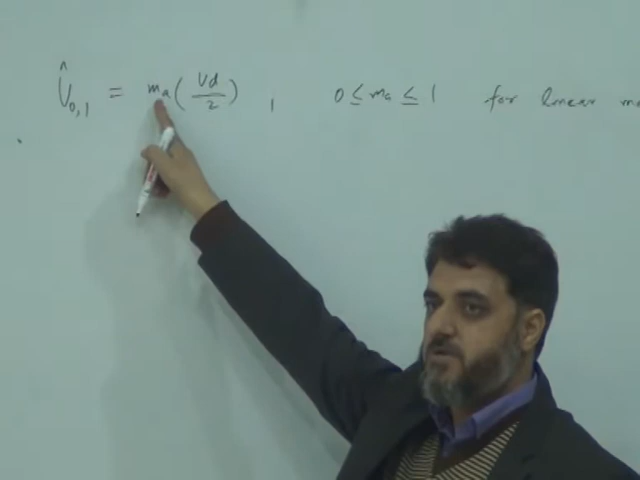 V̂o,1 = ma (Vd/2) , 0 ≤ ma ≤ 1 for linear